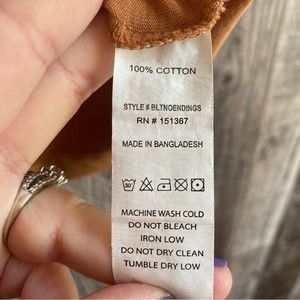 100% COTTON
STYLE # BLTNOENDINGS
RN # 151367
MADE IN BANGLADESH
MACHINE WASH COLD
DO NOT BLEACH
IRON LOW
DO NOT DRY CLEAN
TUMBLE DRY LOW